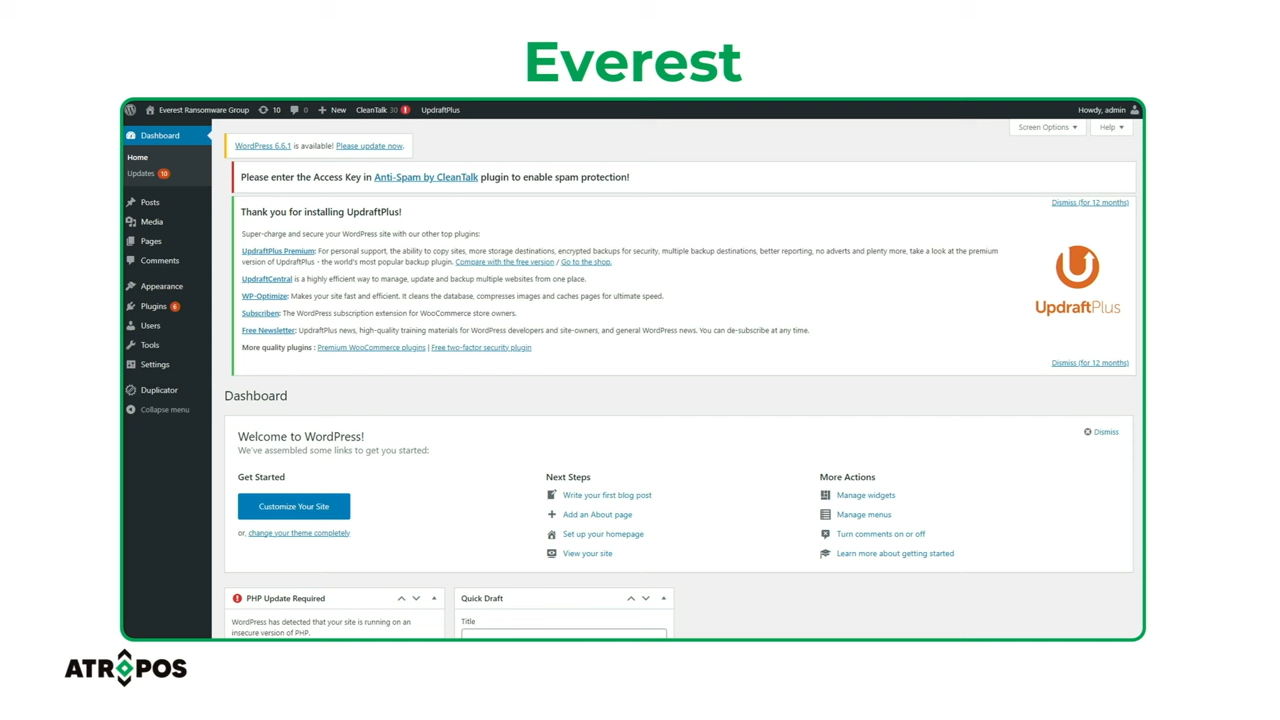 Everest
Everest Ransomware Group 10 0 New CleanTalk 30 ! UpdraftPlus Howdy, admin
Screen Options Help
Dashboard
Home
Updates 10
Posts
Media
Pages
Comments
Appearance
Plugins 6
Users
Tools
Settings
Duplicator
Collapse menu
WordPress 6.6.1 is available! Please update now.
Please enter the Access Key in Anti-Spam by CleanTalk plugin to enable spam protection!
Thank you for installing UpdraftPlus!
Dismiss (for 12 months)
Super-charge and secure your WordPress site with our other top plugins:
UpdraftPlus Premium: For personal support, the ability to copy sites, more storage destinations, encrypted backups for security, multiple backup destinations, better reporting, no adverts and plenty more, take a look at the premium
version of UpdraftPlus - the world's most popular backup plugin. Compare with the free version / Go to the shop.
UpdraftCentral is a highly efficient way to manage, update and backup multiple websites from one place.
WP-Optimize: Makes your site fast and efficient. It cleans the database, compresses images and caches pages for ultimate speed.
Subscriben: The WordPress subscription extension for WooCommerce store owners.
Free Newsletter: UpdraftPlus news, high-quality training materials for WordPress developers and site-owners, and general WordPress news. You can de-subscribe at any time.
More quality plugins : Premium WooCommerce plugins | Free two-factor security plugin
UpdraftPlus
Dismiss (for 12 months)
Dashboard
Welcome to WordPress!
We've assembled some links to get you started:
Dismiss
Get Started
Customize Your Site
or, change your theme completely
Next Steps
Write your first blog post
Add an About page
Set up your homepage
View your site
More Actions
Manage widgets
Manage menus
Turn comments on or off
Learn more about getting started
PHP Update Required
WordPress has detected that your site is running on an
insecure version of PHP.
Quick Draft
Title
ATROPOS